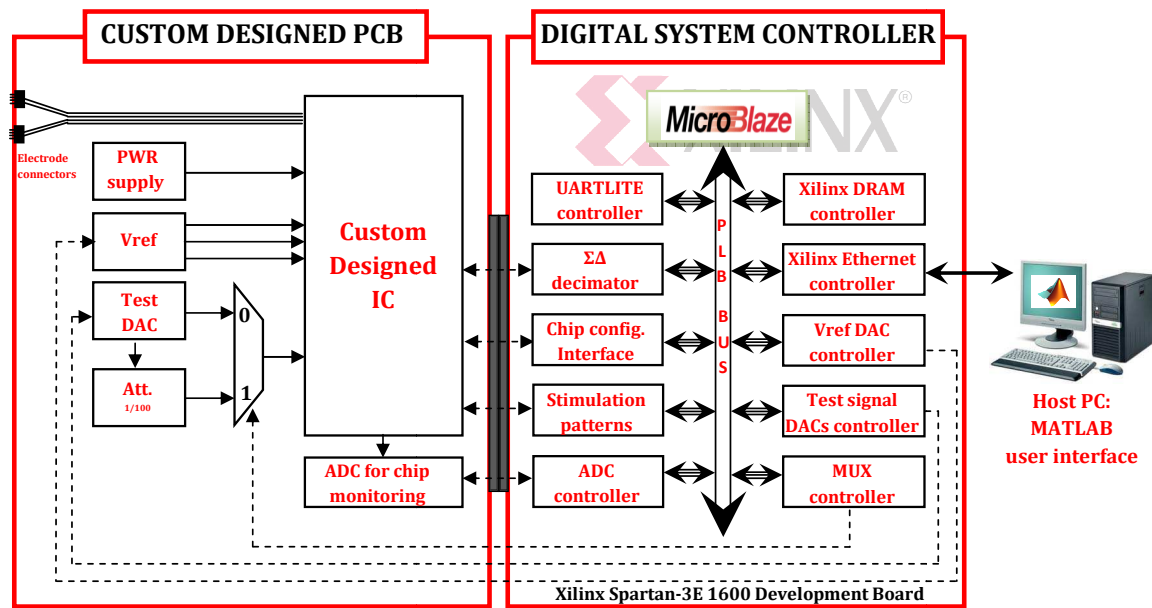 CUSTOM DESIGNED PCB
DIGITAL SYSTEM CONTROLLER
Electrode
connectors
PWR
supply
Vref
Test
DAC
Att.
1/100
0
1
Custom
Designed
IC
ADC for chip
monitoring
XILINX®
MicroBlaze
UARTLITE
controller
ΣΔ
decimator
Chip config.
Interface
Stimulation
patterns
ADC
controller
PLB BUS
Xilinx DRAM
controller
Xilinx Ethernet
controller
Vref DAC
controller
Test signal
DACs controller
MUX
controller
Host PC:
MATLAB
user interface
Xilinx Spartan-3E 1600 Development Board